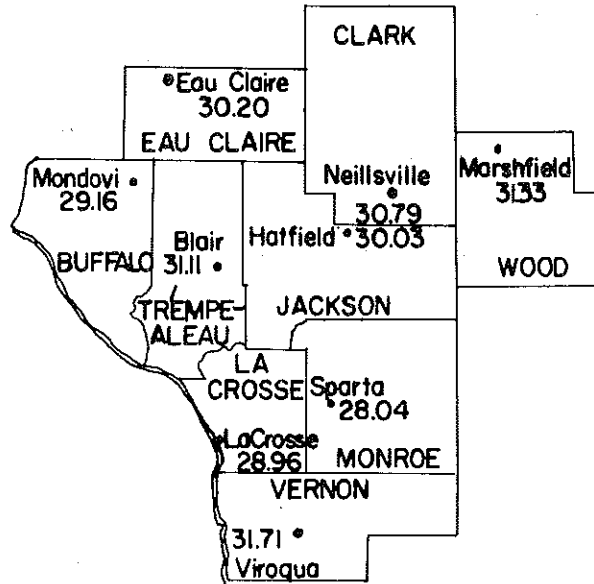 CLARK
Eau Claire
30.20
EAU CLAIRE
Mondovi
29.16
Neillsville
30.79
Marshfield
31.33
Blair
31.11
Hatfield
30.03
BUFFALO
WOOD
TREMPE-
ALEAU
JACKSON
LA
CROSSE
Sparta
28.04
LaCrosse
28.96
MONROE
VERNON
31.71
Viroqua